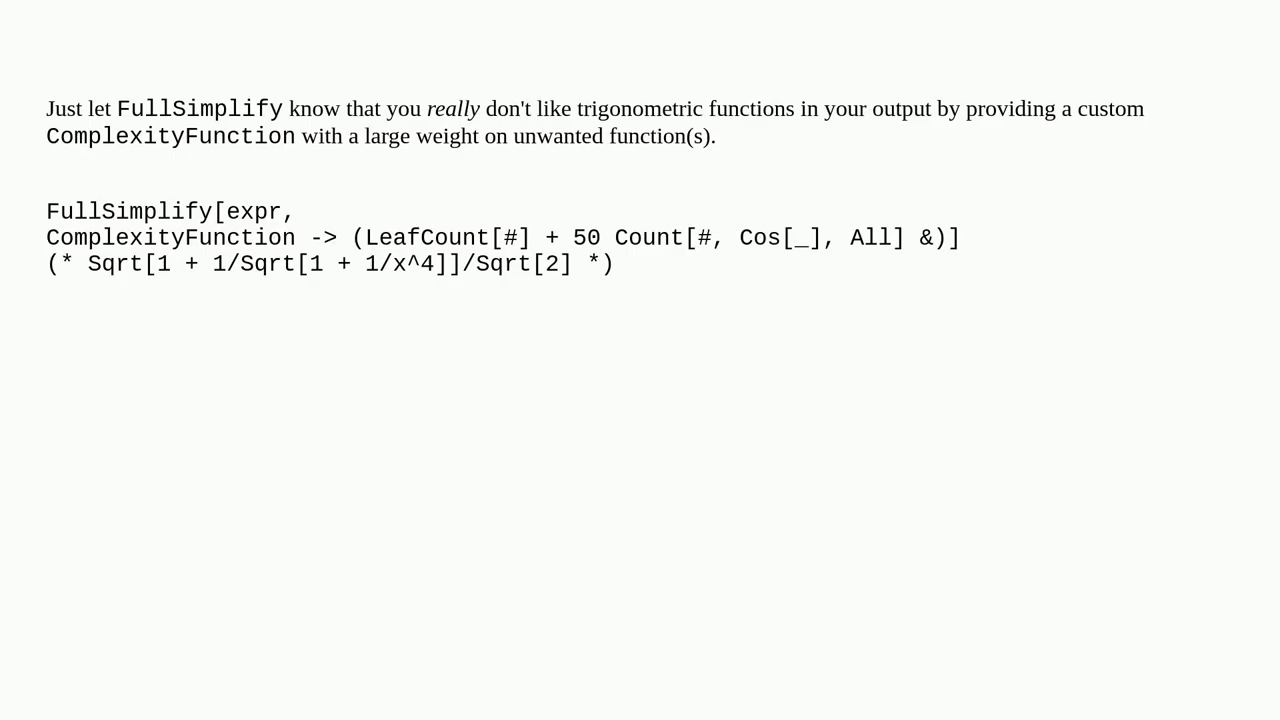 Just let FullSimplify know that you really don't like trigonometric functions in your output by providing a custom
ComplexityFunction with a large weight on unwanted function(s).
FullSimplify[expr,
ComplexityFunction -> (LeafCount[#] + 50 Count[#, Cos[_], All] &)]
(* Sqrt[1 + 1/Sqrt[1 + 1/x^4]]/Sqrt[2] *)